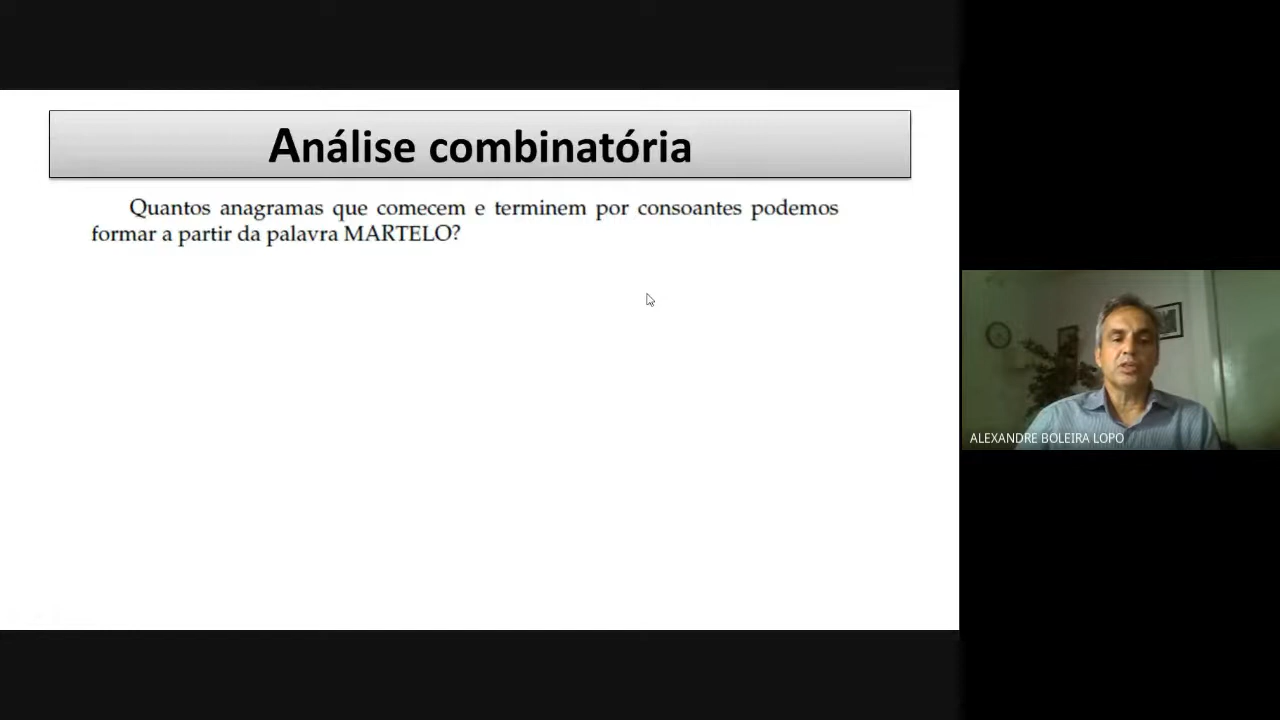 Análise combinatória
Quantos anagramas que comecem e terminem por consoantes podemos
formar a partir da palavra MARTELO?
ALEXANDRE BOLEIRA LOPO